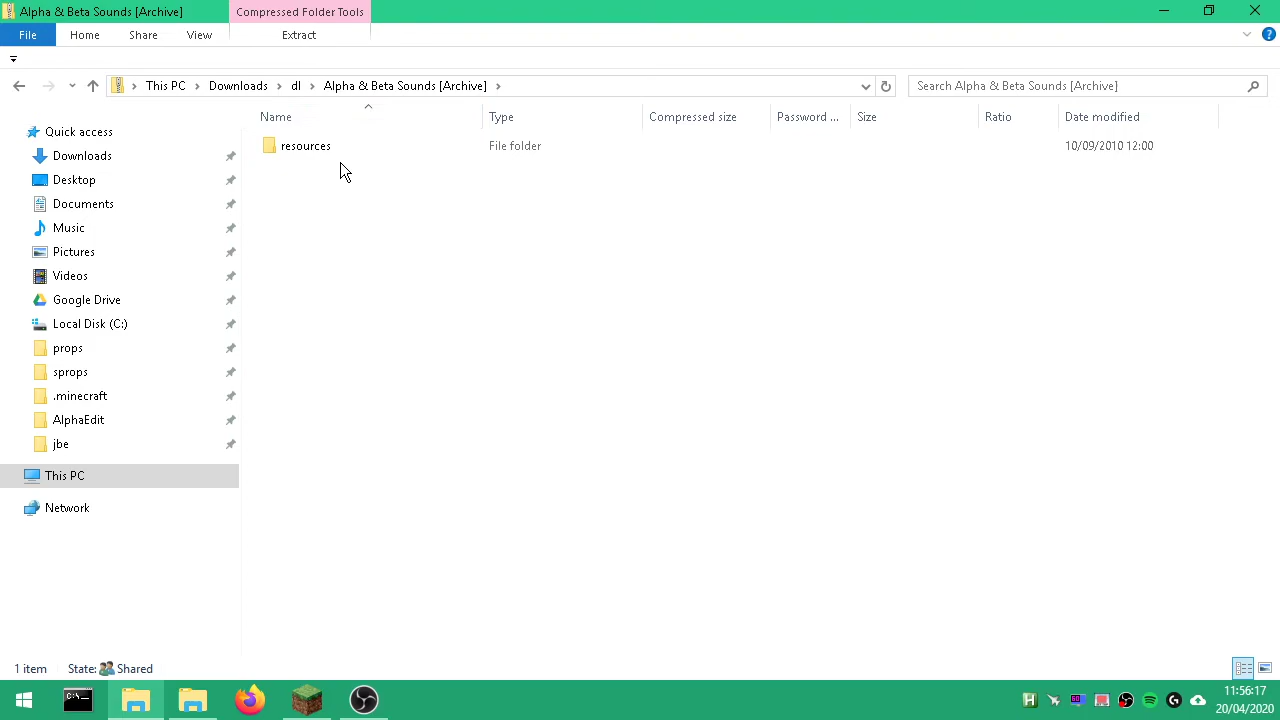 Alpha & Beta Sounds [Archive]
Compressed Folder Tools
File
Home
Share
View
Extract
This PC
Downloads
dl
Alpha & Beta Sounds [Archive]
Search Alpha & Beta Sounds [Archive]
Name
Type
Compressed size
Password ...
Size
Ratio
Date modified
resources
File folder
10/09/2010 12:00
Quick access
Downloads
Desktop
Documents
Music
Pictures
Videos
Google Drive
Local Disk (C:)
props
sprops
.minecraft
AlphaEdit
jbe
This PC
Network
1 item
State:
Shared
11:56:17
20/04/2020